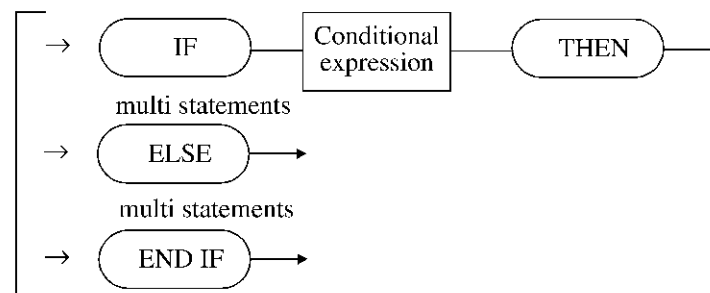 IF
Conditional
expression
THEN
multi statements
ELSE
multi statements
END IF